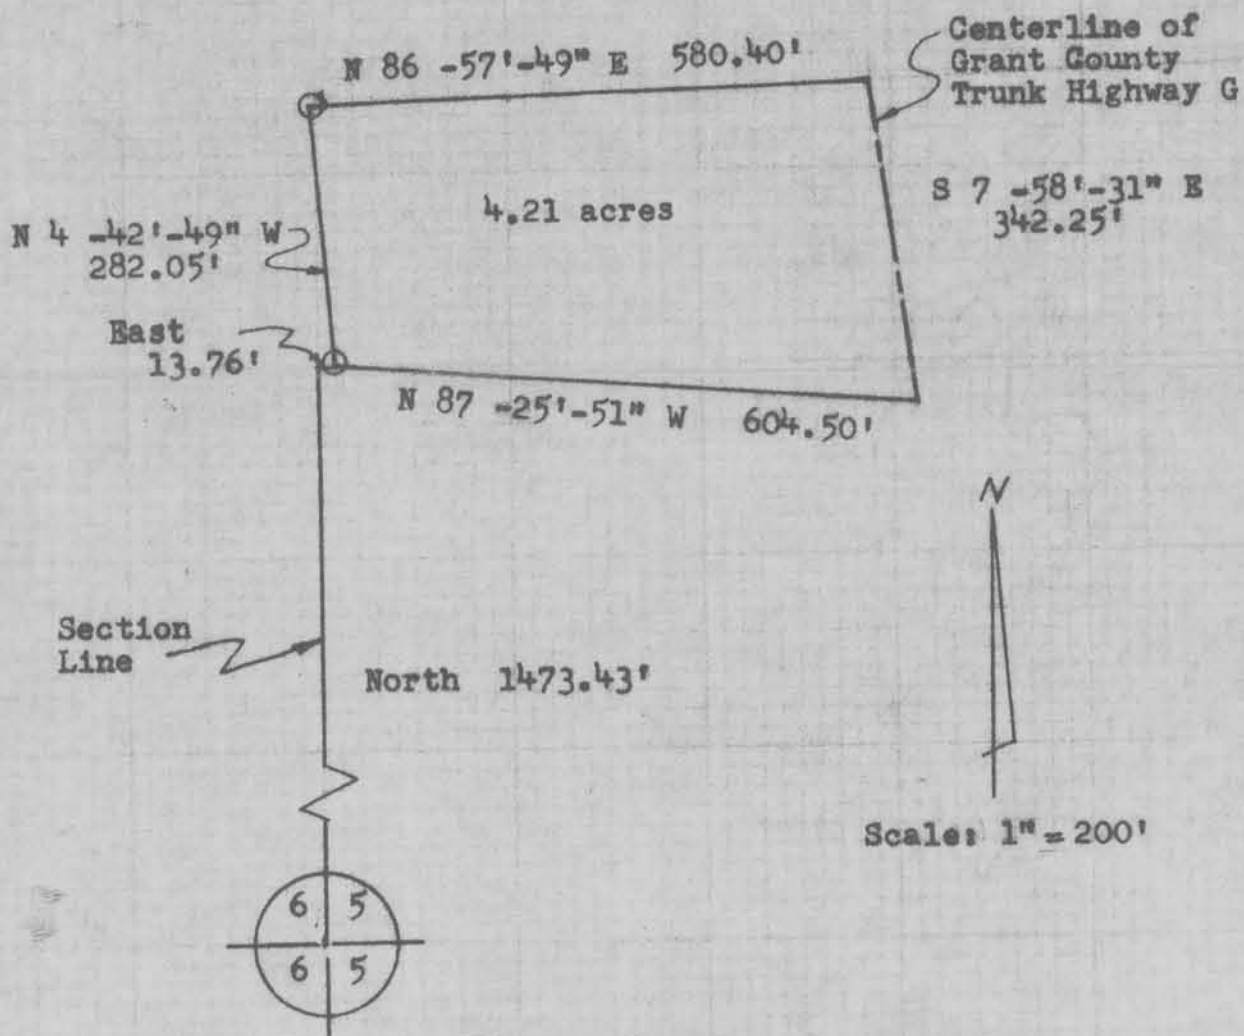 N 86 -57'-49" E 580.40'
Centerline of
Grant County
Trunk Highway G
4.21 acres
S 7 -58'-31" E
342.25'
N 4 -42'-49" W
282.05'
East
13.76'
N 87 -25'-51" W 604.50'
N
Section
Line
North 1473.43'
Scale: 1" = 200'
6 5
6 5